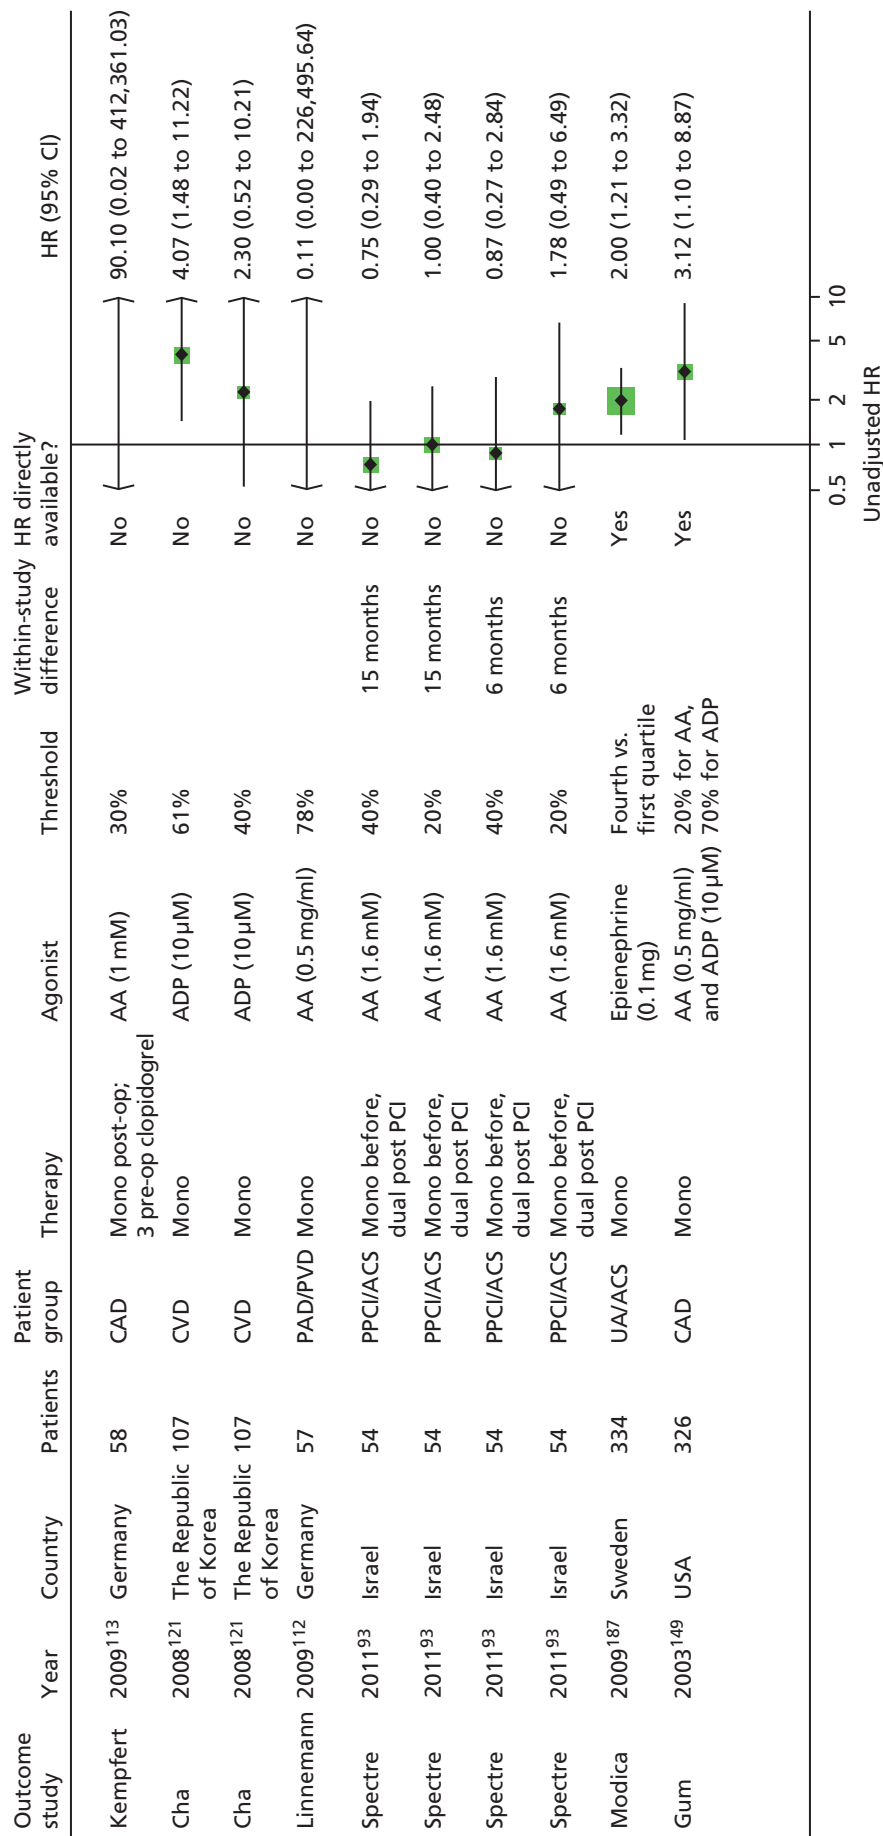 Outcome study Year Country Patients Patient group Therapy Agonist Threshold Within-study difference HR directly available? HR (95% CI)
Kempfert 2009113 Germany 58 CAD Mono post-op; 3 pre-op clopidogrel AA (1 mM) 30% No 90.10 (0.02 to 412,361.03)
Cha 2008121 The Republic of Korea 107 CVD Mono ADP (10 µM) 61% No 4.07 (1.48 to 11.22)
Cha 2008121 The Republic of Korea 107 CVD Mono ADP (10 µM) 40% No 2.30 (0.52 to 10.21)
Linnemann 2009112 Germany 57 PAD/PVD Mono AA (0.5 mg/ml) 78% No 0.11 (0.00 to 226,495.64)
Spectre 201193 Israel 54 PPCI/ACS Mono before, dual post PCI AA (1.6 mM) 40% 15 months No 0.75 (0.29 to 1.94)
Spectre 201193 Israel 54 PPCI/ACS Mono before, dual post PCI AA (1.6 mM) 20% 15 months No 1.00 (0.40 to 2.48)
Spectre 201193 Israel 54 PPCI/ACS Mono before, dual post PCI AA (1.6 mM) 40% 6 months No 0.87 (0.27 to 2.84)
Spectre 201193 Israel 54 PPCI/ACS Mono before, dual post PCI AA (1.6 mM) 20% 6 months No 1.78 (0.49 to 6.49)
Modica 2009187 Sweden 334 UA/ACS Mono Epienephrine (0.1 mg) Fourth vs. first quartile Yes 2.00 (1.21 to 3.32)
Gum 2003149 USA 326 CAD Mono AA (0.5 mg/ml) and ADP (10 µM) 20% for AA, 70% for ADP Yes 3.12 (1.10 to 8.87)
0.5 1 2 5 10
Unadjusted HR